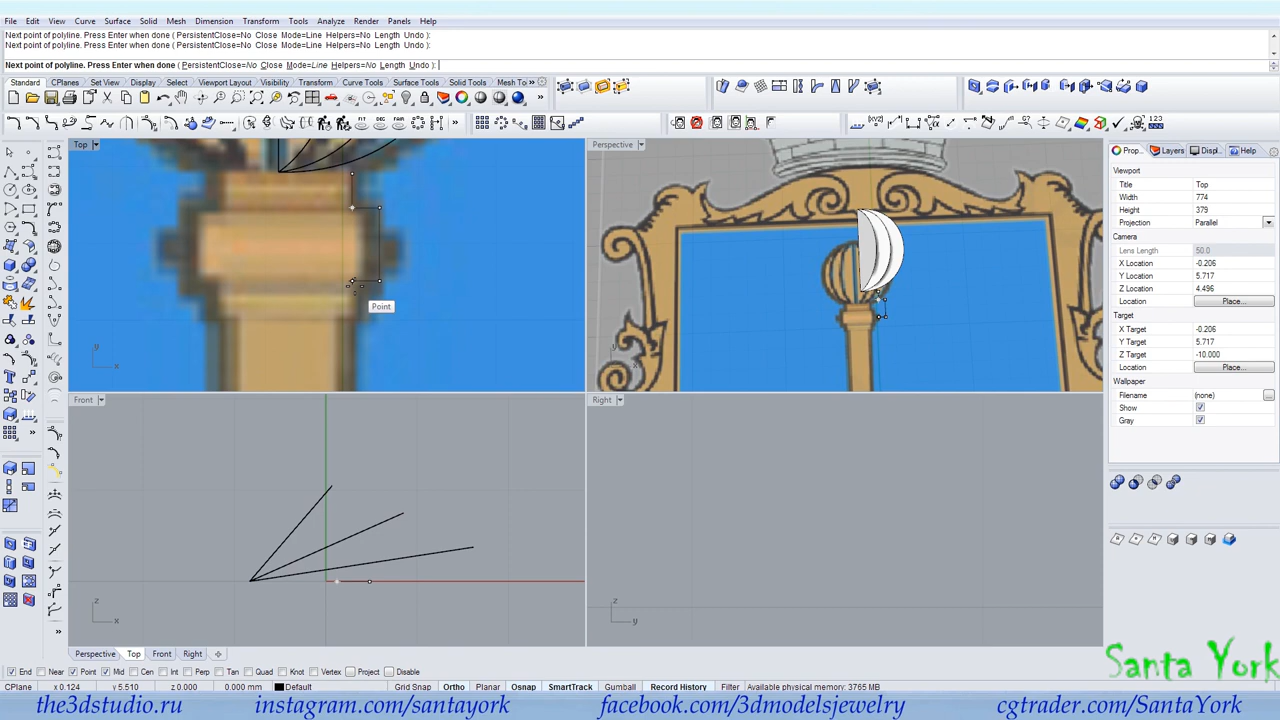 File Edit View Curve Surface Solid Mesh Dimension Transform Tools Analyze Render Panels Help
Next point of polyline. Press Enter when done ( PersistentClose=No Close Mode=Line Helpers=No Length Undo ):
Next point of polyline. Press Enter when done ( PersistentClose=No Close Mode=Line Helpers=No Length Undo ):
Next point of polyline. Press Enter when done ( PersistentClose=No Close Mode=Line Helpers=No Length Undo ):
Standard CPlanes Set View Display Select Viewport Layout Visibility Transform Curve Tools Surface Tools Solid Tools Mesh To
Top
Perspective
Prop... Layers Displ... Help
Viewport
Title Top
Width 774
Height 379
Projection Parallel
Camera
Lens Length 50.0
X Location -0.206
Y Location 5.717
Z Location 4.496
Location Place...
Target
X Target -0.206
Y Target 5.717
Z Target -10.000
Location Place...
Wallpaper
Filename (none)
Show
Gray
Point
y
x
y
x
Front
Right
z
x
z
y
Perspective Top Front Right
End Near Point Mid Cen Int Perp Tan Quad Knot Vertex Project Disable
CPlane x 0.124 y 5.510 z 0.000 0.000 mm Default Grid Snap Ortho Planar Osnap SmartTrack Gumball Record History Filter Available physical memory: 3765 MB
Santa York
the3dstudio.ru instagram.com/santayork facebook.com/3dmodelsjewelry cgtrader.com/SantaYork